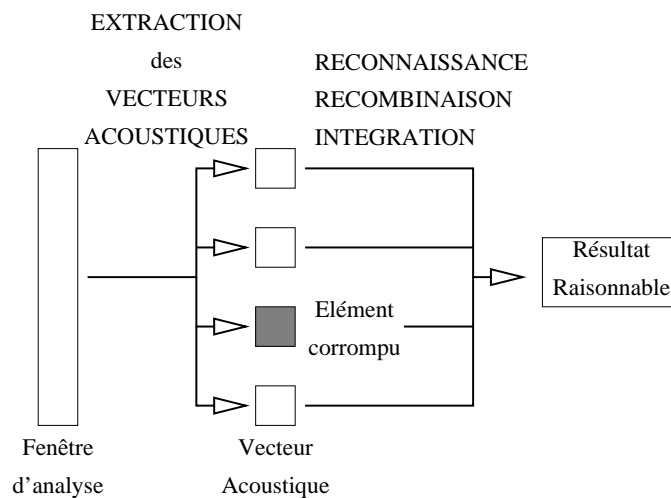 EXTRACTION
des
VECTEURS
ACOUSTIQUES
RECONNAISSANCE
RECOMBINAISON
INTEGRATION
Résultat
Raisonnable
Elément
corrompu
Fenêtre
d'analyse
Vecteur
Acoustique